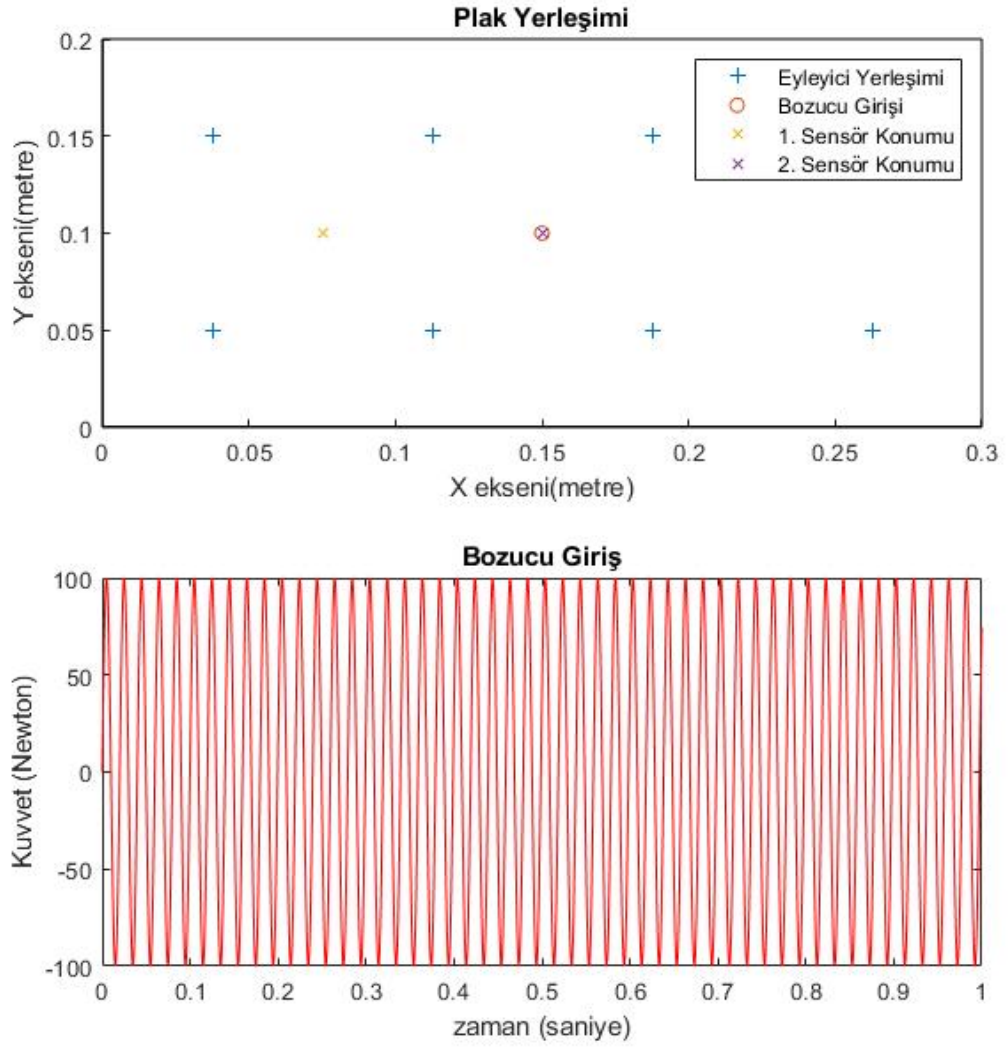 Plak Yerleşimi
0.2
0.15
0.1
0.05
0
Y ekseni(metre)
Eyleyici Yerleşimi
Bozucu Girişi
1. Sensör Konumu
2. Sensör Konumu
0 0.05 0.1 0.15 0.2 0.25 0.3
X ekseni(metre)
Bozucu Giriş
100
50
0
-50
-100
Kuvvet (Newton)
0 0.1 0.2 0.3 0.4 0.5 0.6 0.7 0.8 0.9 1
zaman (saniye)